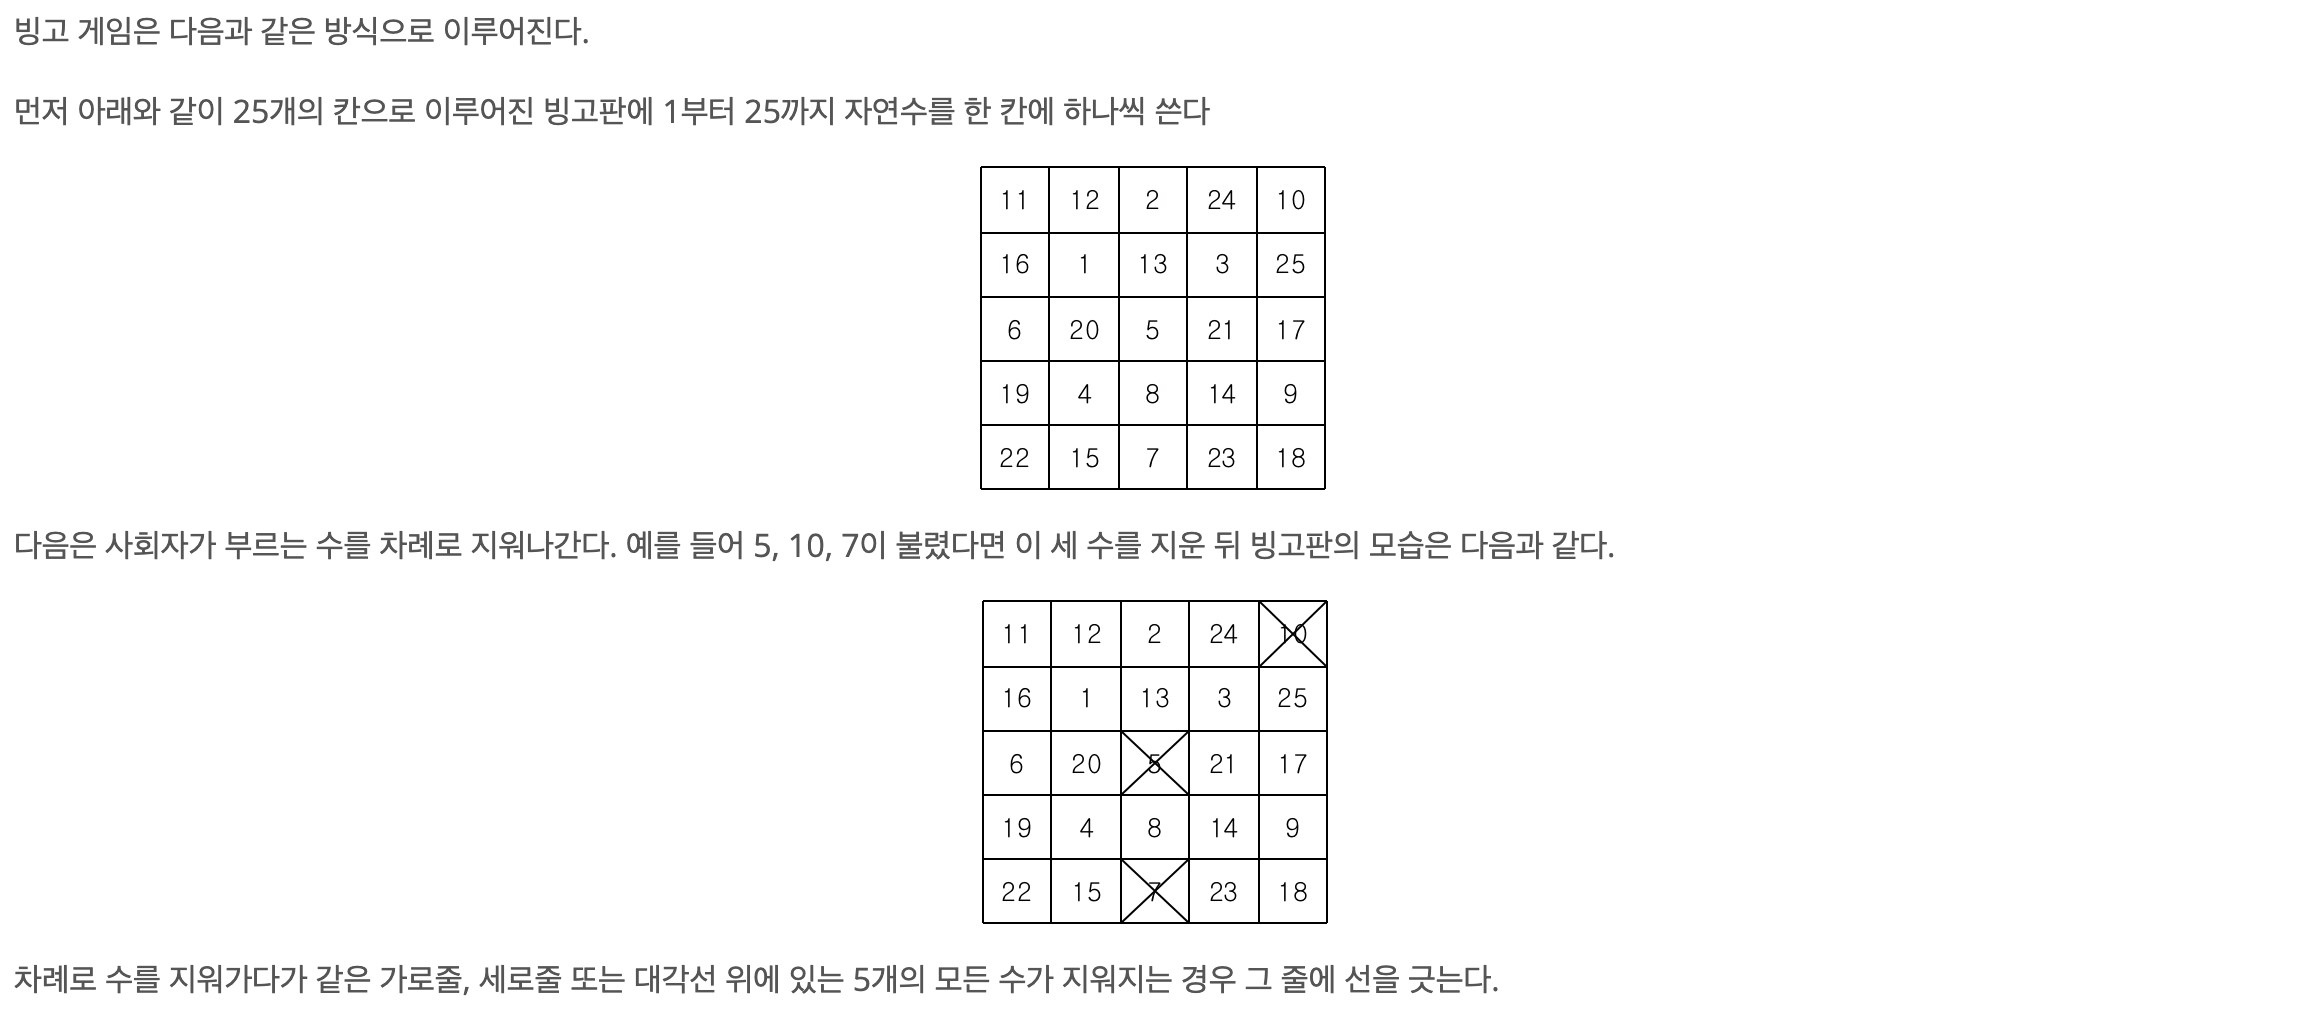 빙고 게임은 다음과 같은 방식으로 이루어진다.
먼저 아래와 같이 25개의 칸으로 이루어진 빙고판에 1부터 25까지 자연수를 한 칸에 하나씩 쓴다
11 12 2 24 10
16 1 13 3 25
6 20 5 21 17
19 4 8 14 9
22 15 7 23 18
다음은 사회자가 부르는 수를 차례로 지워나간다. 예를 들어 5, 10, 7이 불렸다면 이 세 수를 지운 뒤 빙고판의 모습은 다음과 같다.
11 12 2 24 10
16 1 13 3 25
6 20 5 21 17
19 4 8 14 9
22 15 7 23 18
차례로 수를 지워가다가 같은 가로줄, 세로줄 또는 대각선 위에 있는 5개의 모든 수가 지워지는 경우 그 줄에 선을 긋는다.